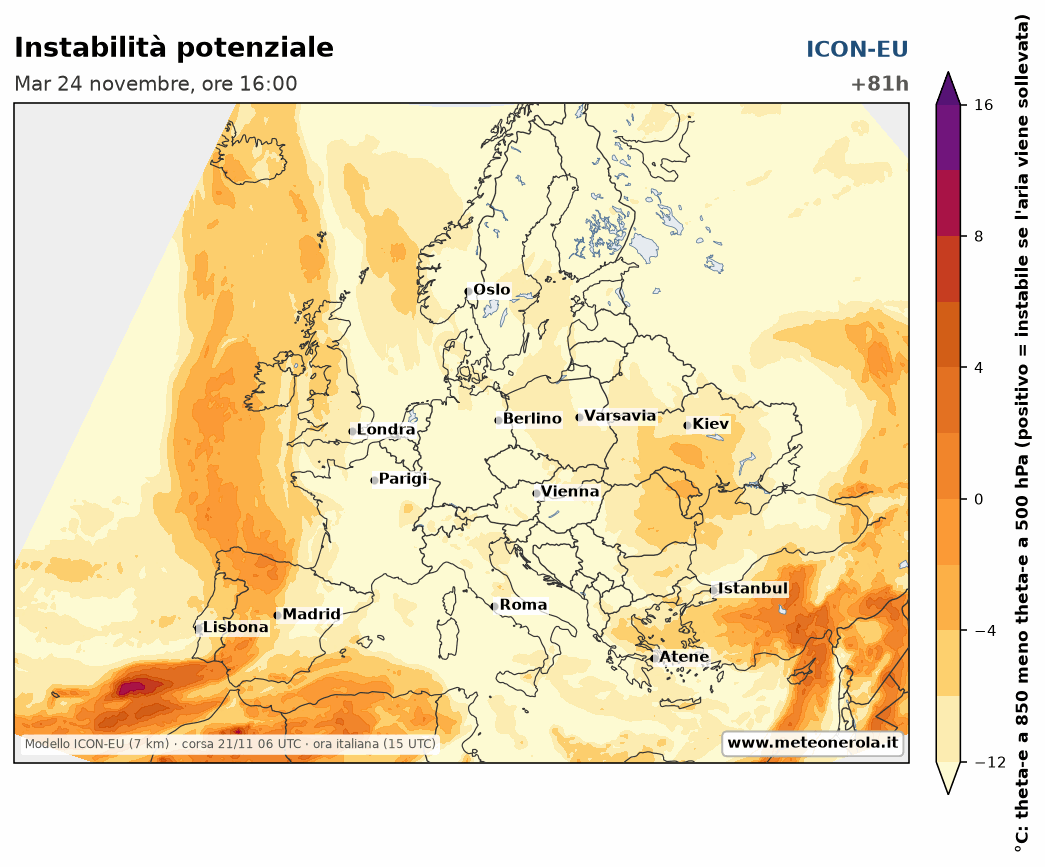 Instabilità potenziale
ICON-EU
Mar 24 novembre, ore 16:00
+81h
Oslo
Berlino
Varsavia
Kiev
Londra
Parigi
Vienna
Istanbul
Roma
Madrid
Lisbona
Atene
Modello ICON-EU (7 km) · corsa 21/11 06 UTC · ora italiana (15 UTC)
www.meteonerola.it
16
8
4
0
−4
−12
°C: theta-e a 850 meno theta-e a 500 hPa (positivo = instabile se l'aria viene sollevata)